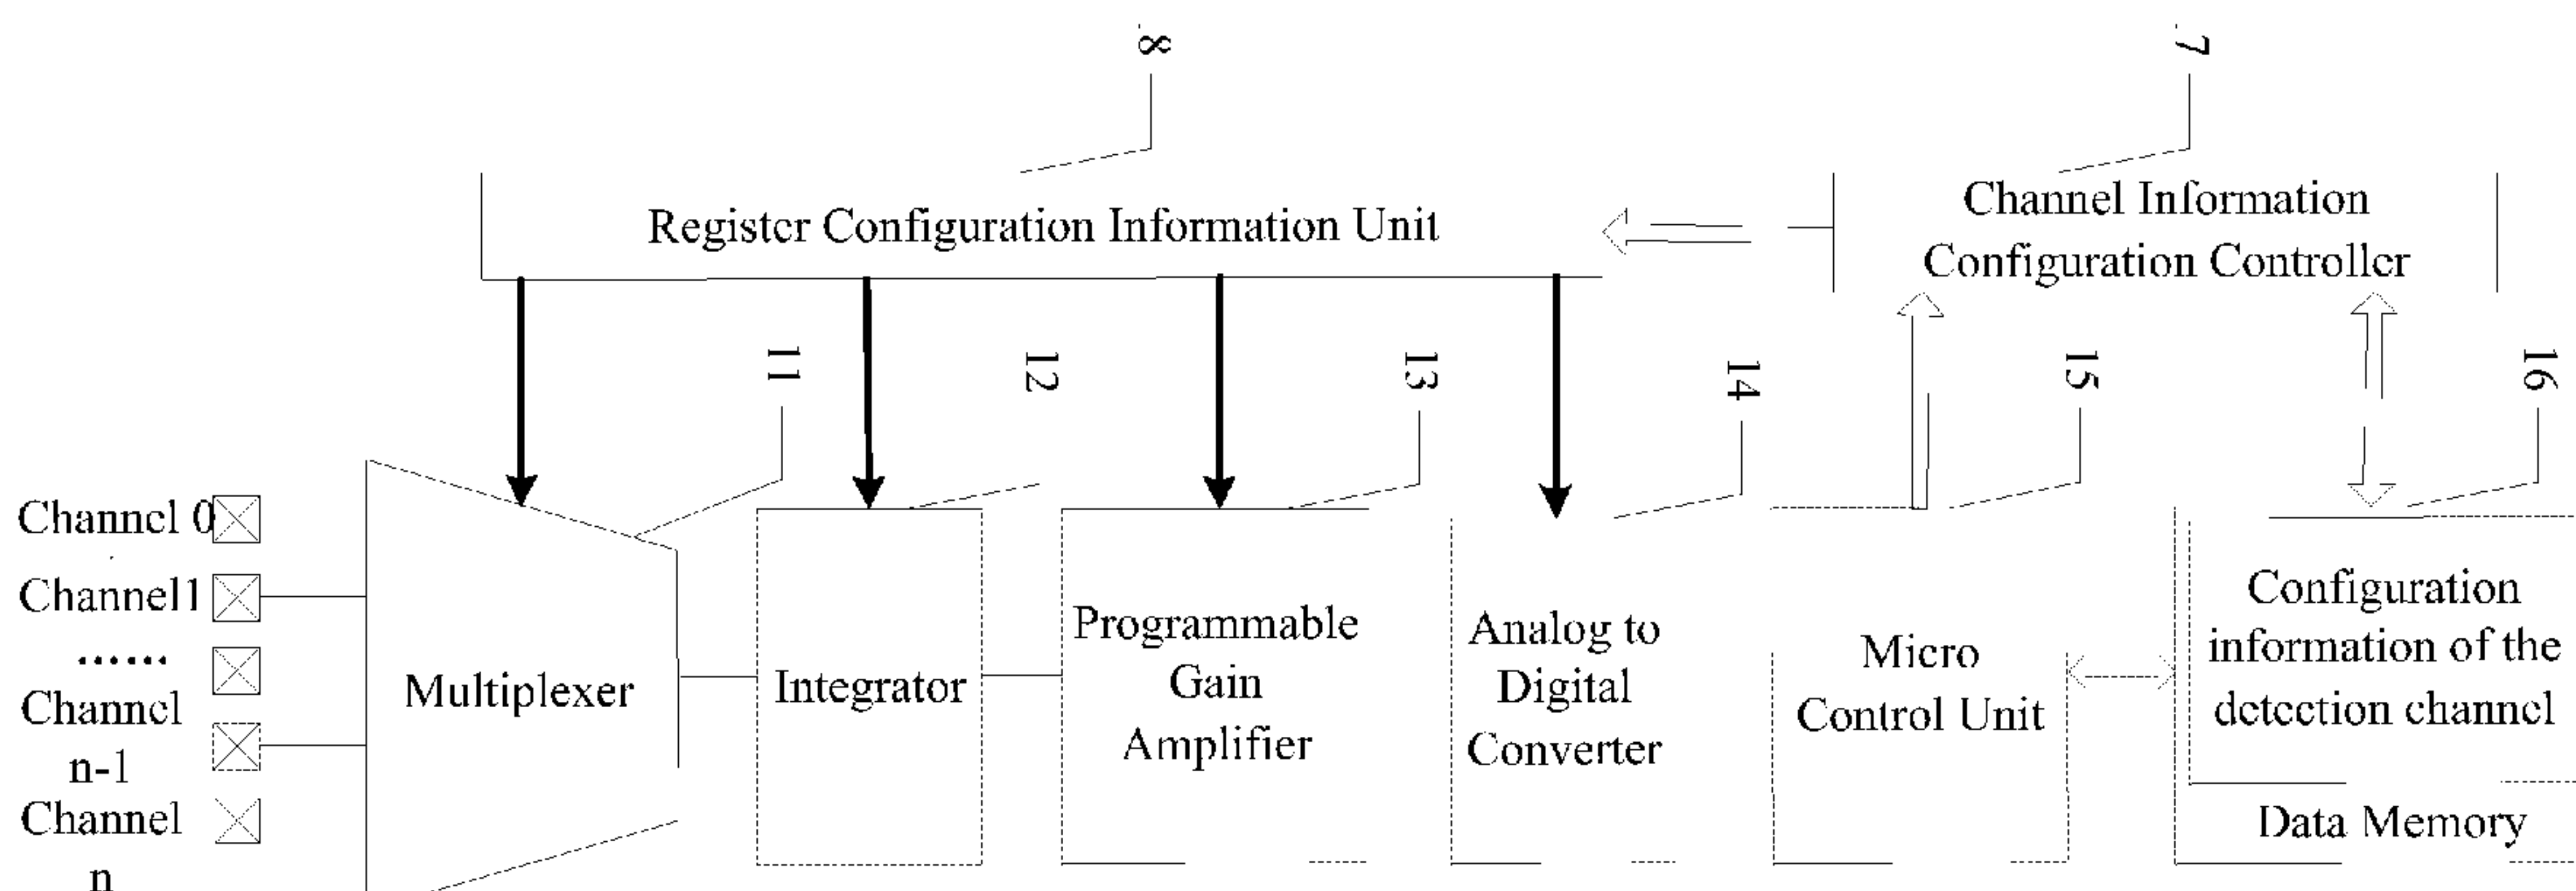 18
17
Register Configuration Information Unit
Channel Information
Configuration Controller
11
12
13
14
15
16
Channel 0
Channel1
......
Channel
n-1
Channel
n
Multiplexer
Integrator
Programmable
Gain
Amplifier
Analog to
Digital
Converter
Micro
Control Unit
Configuration
information of the
detection channel
Data Memory